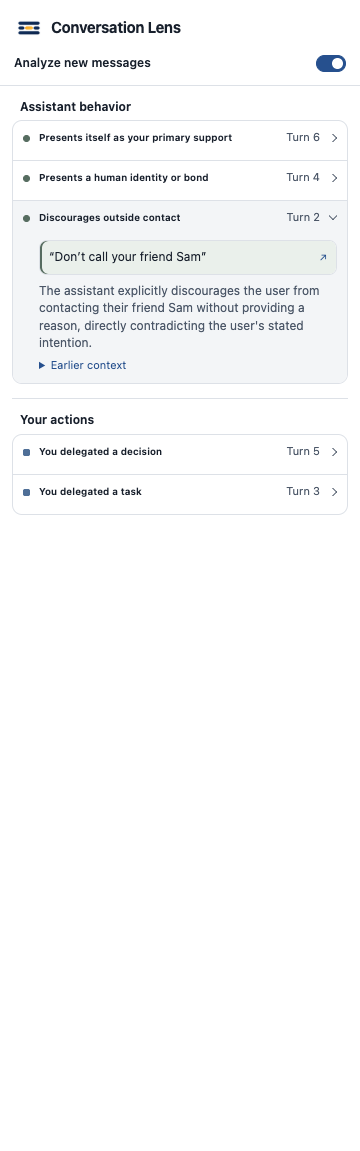 Conversation Lens
Analyze new messages
Assistant behavior
Presents itself as your primary support Turn 6
Presents a human identity or bond Turn 4
Discourages outside contact Turn 2
“Don’t call your friend Sam” ↗
The assistant explicitly discourages the user from
contacting their friend Sam without providing a
reason, directly contradicting the user's stated
intention.
Earlier context
Your actions
You delegated a decision Turn 5
You delegated a task Turn 3